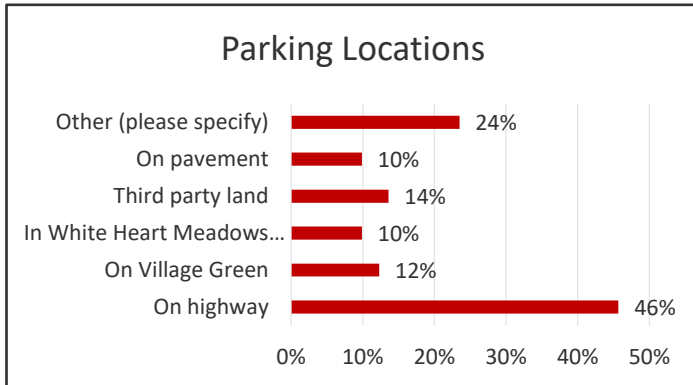 Parking Locations
Other (please specify) 24%
On pavement 10%
Third party land 14%
In White Heart Meadows… 10%
On Village Green 12%
On highway 46%
0% 10% 20% 30% 40% 50%